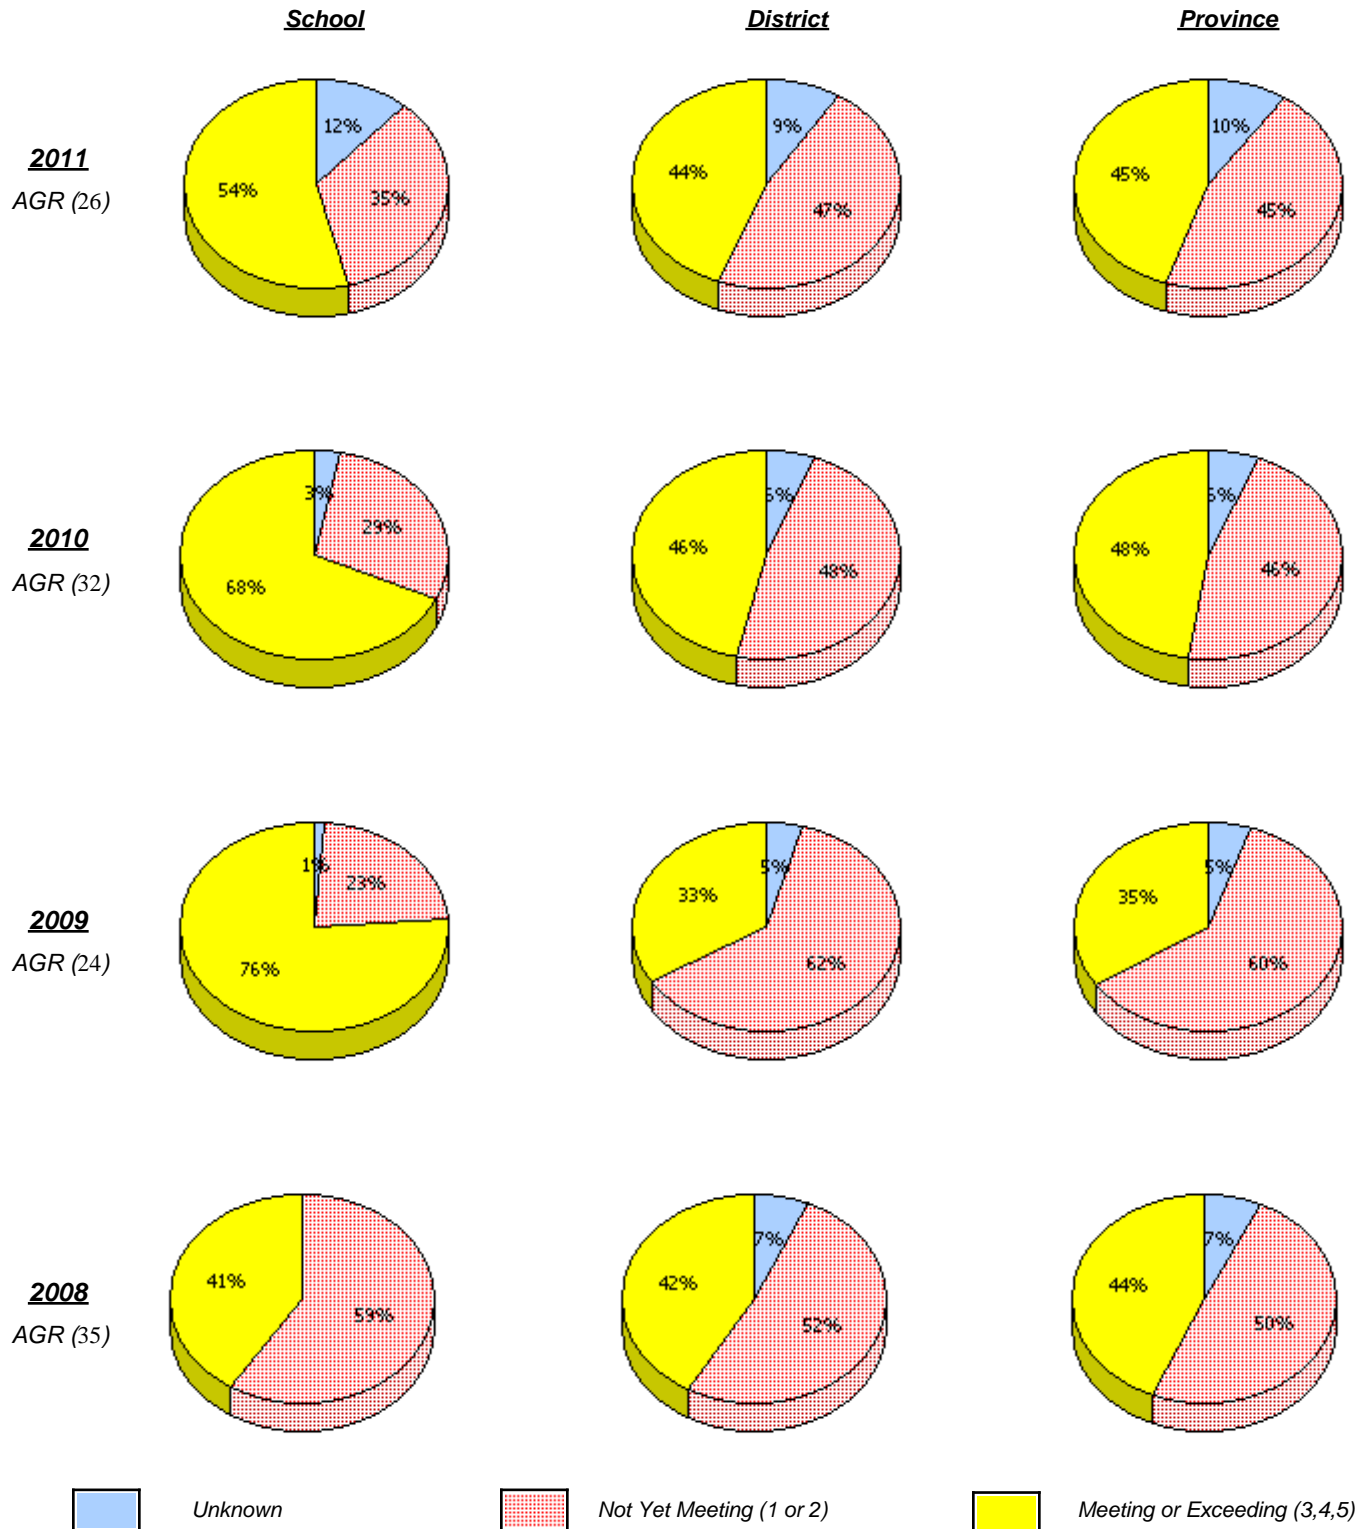 School District Province
12% 9% 10%
2011
54% 35% 44% 47% 45% 45%
AGR (26)
3% 6% 6%
29%
2010
68% 46% 48% 48% 46%
AGR (32)
1% 23% 5% 5%
33% 35%
2009
76% 62% 60%
AGR (24)
7% 7%
41% 42% 44%
2008
59% 52% 50%
AGR (35)
Unknown Not Yet Meeting (1 or 2) Meeting or Exceeding (3,4,5)